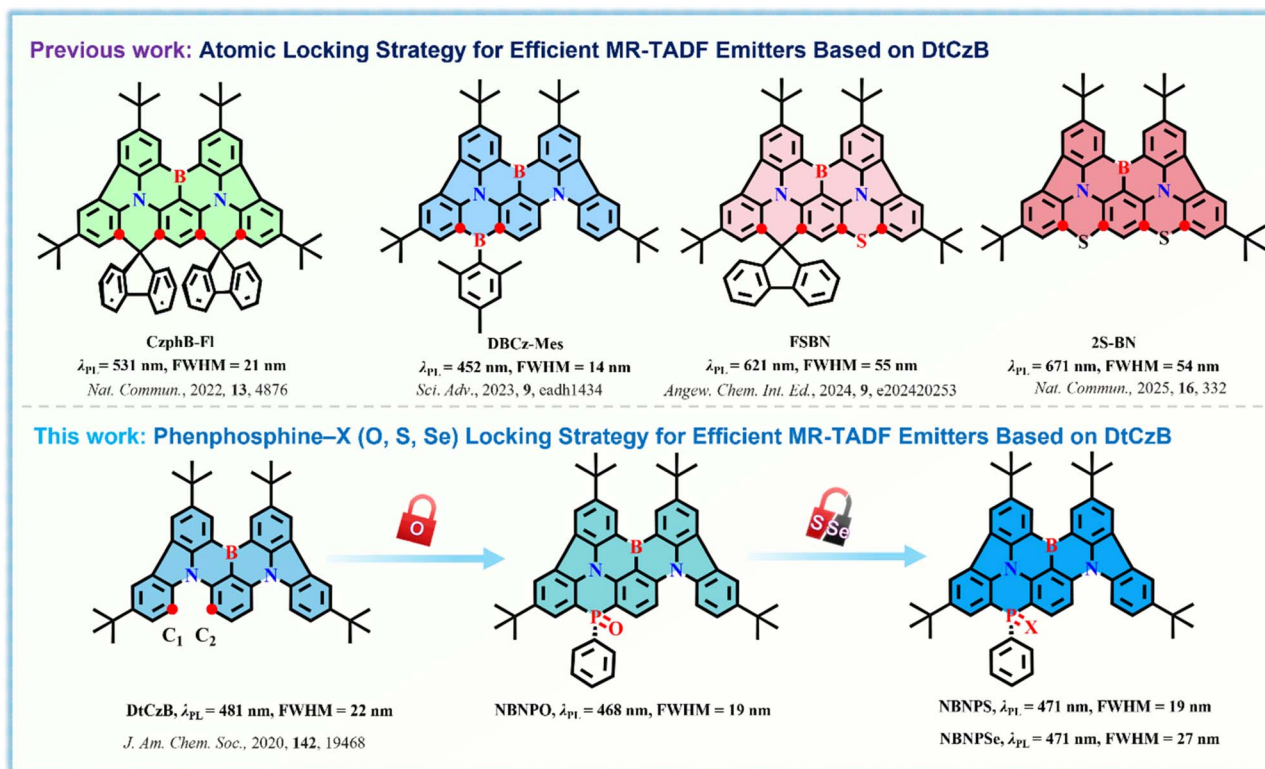 Previous work: Atomic Locking Strategy for Efficient MR-TADF Emitters Based on DtCzB
B
N
N
CzphB-Fl
λPL = 531 nm, FWHM = 21 nm
Nat. Commun., 2022, 13, 4876
B
N
N
B
DBCz-Mes
λPL = 452 nm, FWHM = 14 nm
Sci. Adv., 2023, 9, eadh1434
B
N
N
S
FSBN
λPL = 621 nm, FWHM = 55 nm
Angew. Chem. Int. Ed., 2024, 9, e202420253
B
N
N
S
S
2S-BN
λPL = 671 nm, FWHM = 54 nm
Nat. Commun., 2025, 16, 332
This work: Phenphosphine–X (O, S, Se) Locking Strategy for Efficient MR-TADF Emitters Based on DtCzB
B
N
N
C1 C2
DtCzB, λPL = 481 nm, FWHM = 22 nm
J. Am. Chem. Soc., 2020, 142, 19468
O
B
N
N
P
O
NBNPO, λPL = 468 nm, FWHM = 19 nm
S Se
B
N
N
P
X
NBNPS, λPL = 471 nm, FWHM = 19 nm
NBNPSe, λPL = 471 nm, FWHM = 27 nm